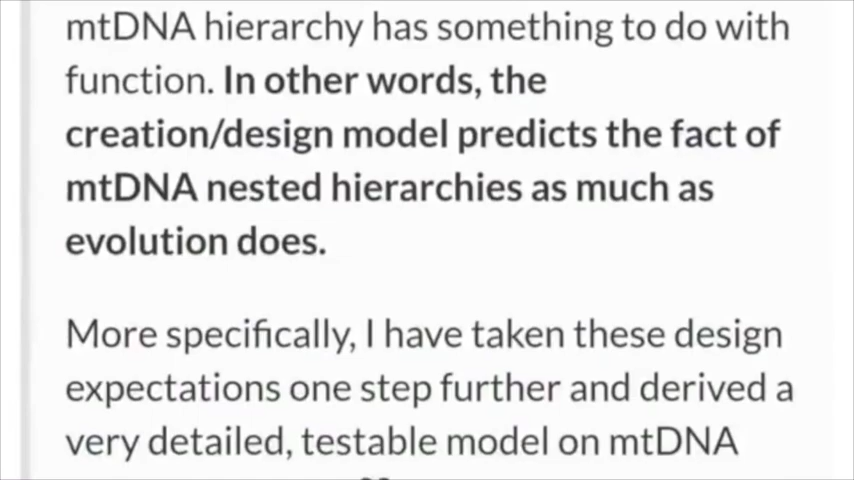 mtDNA hierarchy has something to do with
function. In other words, the
creation/design model predicts the fact of
mtDNA nested hierarchies as much as
evolution does.
More specifically, I have taken these design
expectations one step further and derived a
very detailed, testable model on mtDNA